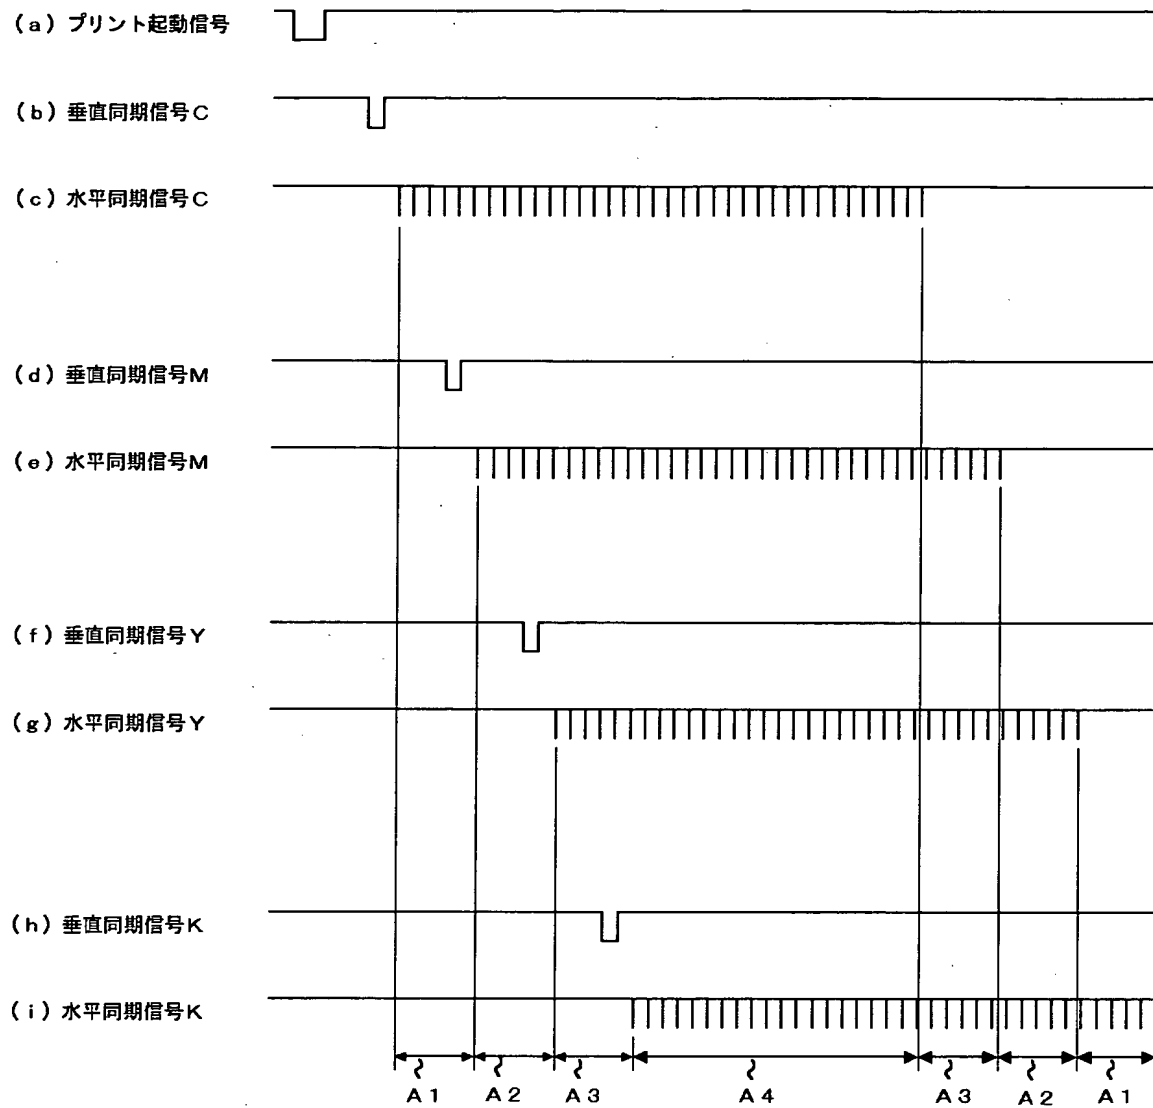 (a) プリント起動信号
(b) 垂直同期信号C
(c) 水平同期信号C
(d) 垂直同期信号M
(e) 水平同期信号M
(f) 垂直同期信号Y
(g) 水平同期信号Y
(h) 垂直同期信号K
(i) 水平同期信号K
A1 A2 A3 A4 A3 A2 A1